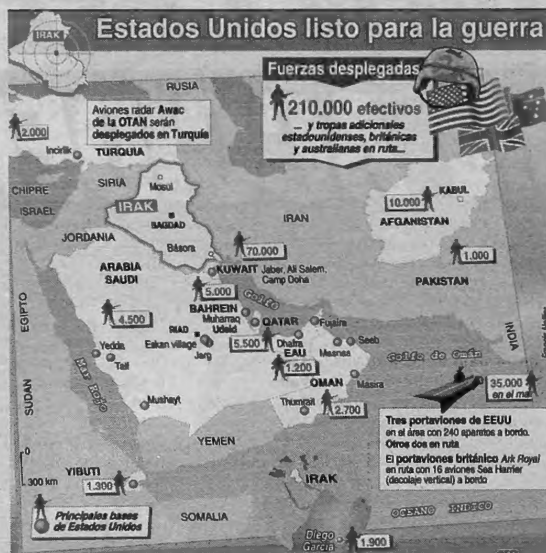 IRAK
Estados Unidos listo para la guerra
RUSIA
Fuerzas desplegadas
210.000 efectivos
... y tropas adicionales
estadounidenses, británicas
y australianas en ruta...
Aviones radar Awac
de la OTAN serán
desplegados en Turquía
2.000
Incirlik
TURQUIA
CHIPRE
SIRIA
Mosul
ISRAEL
IRAK
BAGDAD
IRAN
10.000
KABUL
AFGANISTAN
JORDANIA
Básora
70.000
1.000
ARABIA
SAUDI
KUWAIT Jaber, Ali Salem,
Camp Doha
PAKISTAN
EGIPTO
5.000
Golfo
4.500
BAHREIN
Muharraq
Udeid
QATAR
Fujaira
INDIA
RIAD
Eskan village
5.500
Dhafra
Seeb
Golfo de Omán
Yedda
Taif
Jarg
EAU
Masnaa
1.200
Mar Rojo
OMAN
Masira
35.000
en el mar
SUDAN
Mushayt
Thumrait
2.700
Tres portaviones de EEUU
en el área con 240 aparatos a bordo.
Otros dos en ruta
El portaviones británico Ark Royal
en ruta con 16 aviones Sea Harrier
(decolaje vertical) a bordo
YEMEN
0
300 km
YIBUTI
1.300
IRAK
Principales bases
de Estados Unidos
SOMALIA
OCEANO INDICO
Diego
García
1.900